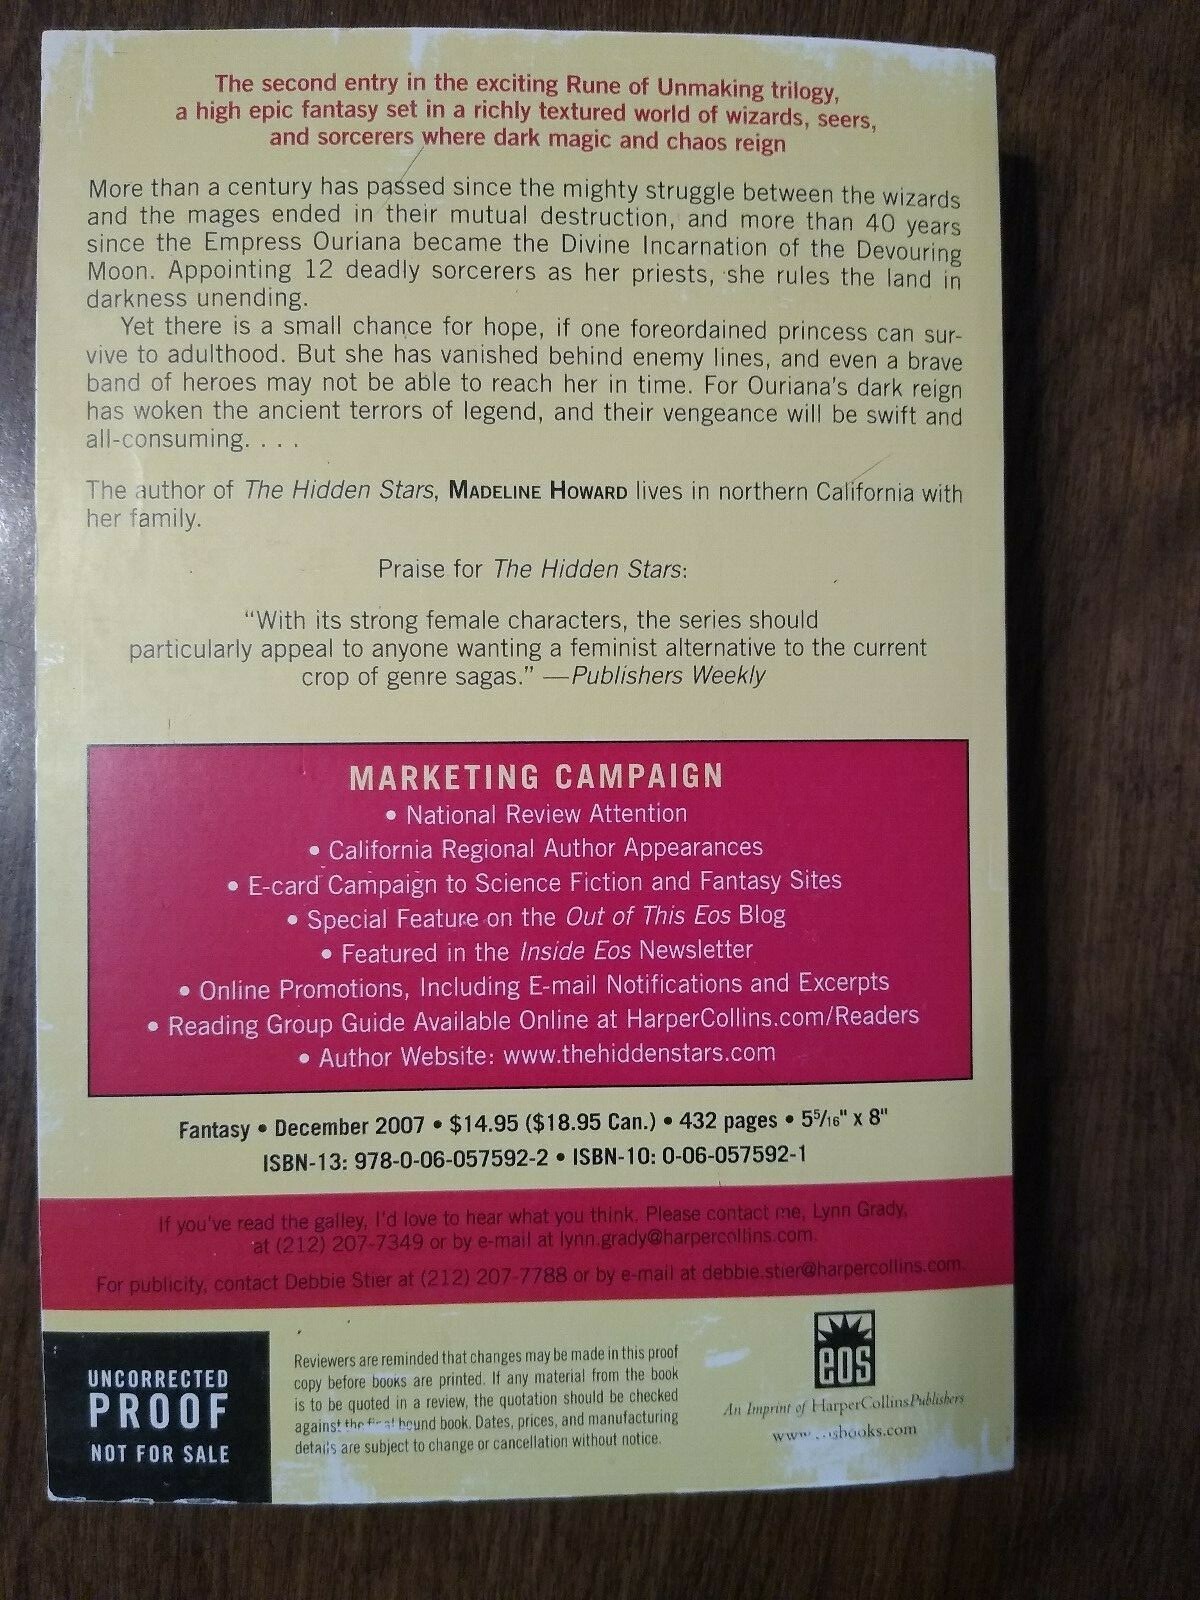 The second entry in the exciting Rune of Unmaking trilogy,
a high epic fantasy set in a richly textured world of wizards, seers,
and sorcerers where dark magic and chaos reign
More than a century has passed since the mighty struggle between the wizards
and the mages ended in their mutual destruction, and more than 40 years
since the Empress Ouriana became the Divine Incarnation of the Devouring
Moon. Appointing 12 deadly sorcerers as her priests, she rules the land in
darkness unending.
Yet there is a small chance for hope, if one foreordained princess can sur-
vive to adulthood. But she has vanished behind enemy lines, and even a brave
band of heroes may not be able to reach her in time. For Ouriana's dark reign
has woken the ancient terrors of legend, and their vengeance will be swift and
all-consuming. . . .
The author of The Hidden Stars, MADELINE HOWARD lives in northern California with
her family.
Praise for The Hidden Stars:
“With its strong female characters, the series should
particularly appeal to anyone wanting a feminist alternative to the current
crop of genre sagas.” —Publishers Weekly
MARKETING CAMPAIGN
• National Review Attention
• California Regional Author Appearances
• E-card Campaign to Science Fiction and Fantasy Sites
• Special Feature on the Out of This Eos Blog
• Featured in the Inside Eos Newsletter
• Online Promotions, Including E-mail Notifications and Excerpts
• Reading Group Guide Available Online at HarperCollins.com/Readers
• Author Website: www.thehiddenstars.com
Fantasy • December 2007 • $14.95 ($18.95 Can.) • 432 pages • 5 5/16" x 8"
ISBN-13: 978-0-06-057592-2 • ISBN-10: 0-06-057592-1
If you've read the galley, I'd love to hear what you think. Please contact me, Lynn Grady,
at (212) 207-7349 or by e-mail at lynn.grady@harpercollins.com.
For publicity, contact Debbie Stier at (212) 207-7788 or by e-mail at debbie.stier@harpercollins.com.
UNCORRECTED
PROOF
NOT FOR SALE
Reviewers are reminded that changes may be made in this proof
copy before books are printed. If any material from the book
is to be quoted in a review, the quotation should be checked
against the final bound book. Dates, prices, and manufacturing
details are subject to change or cancellation without notice.
eos
An Imprint of HarperCollinsPublishers